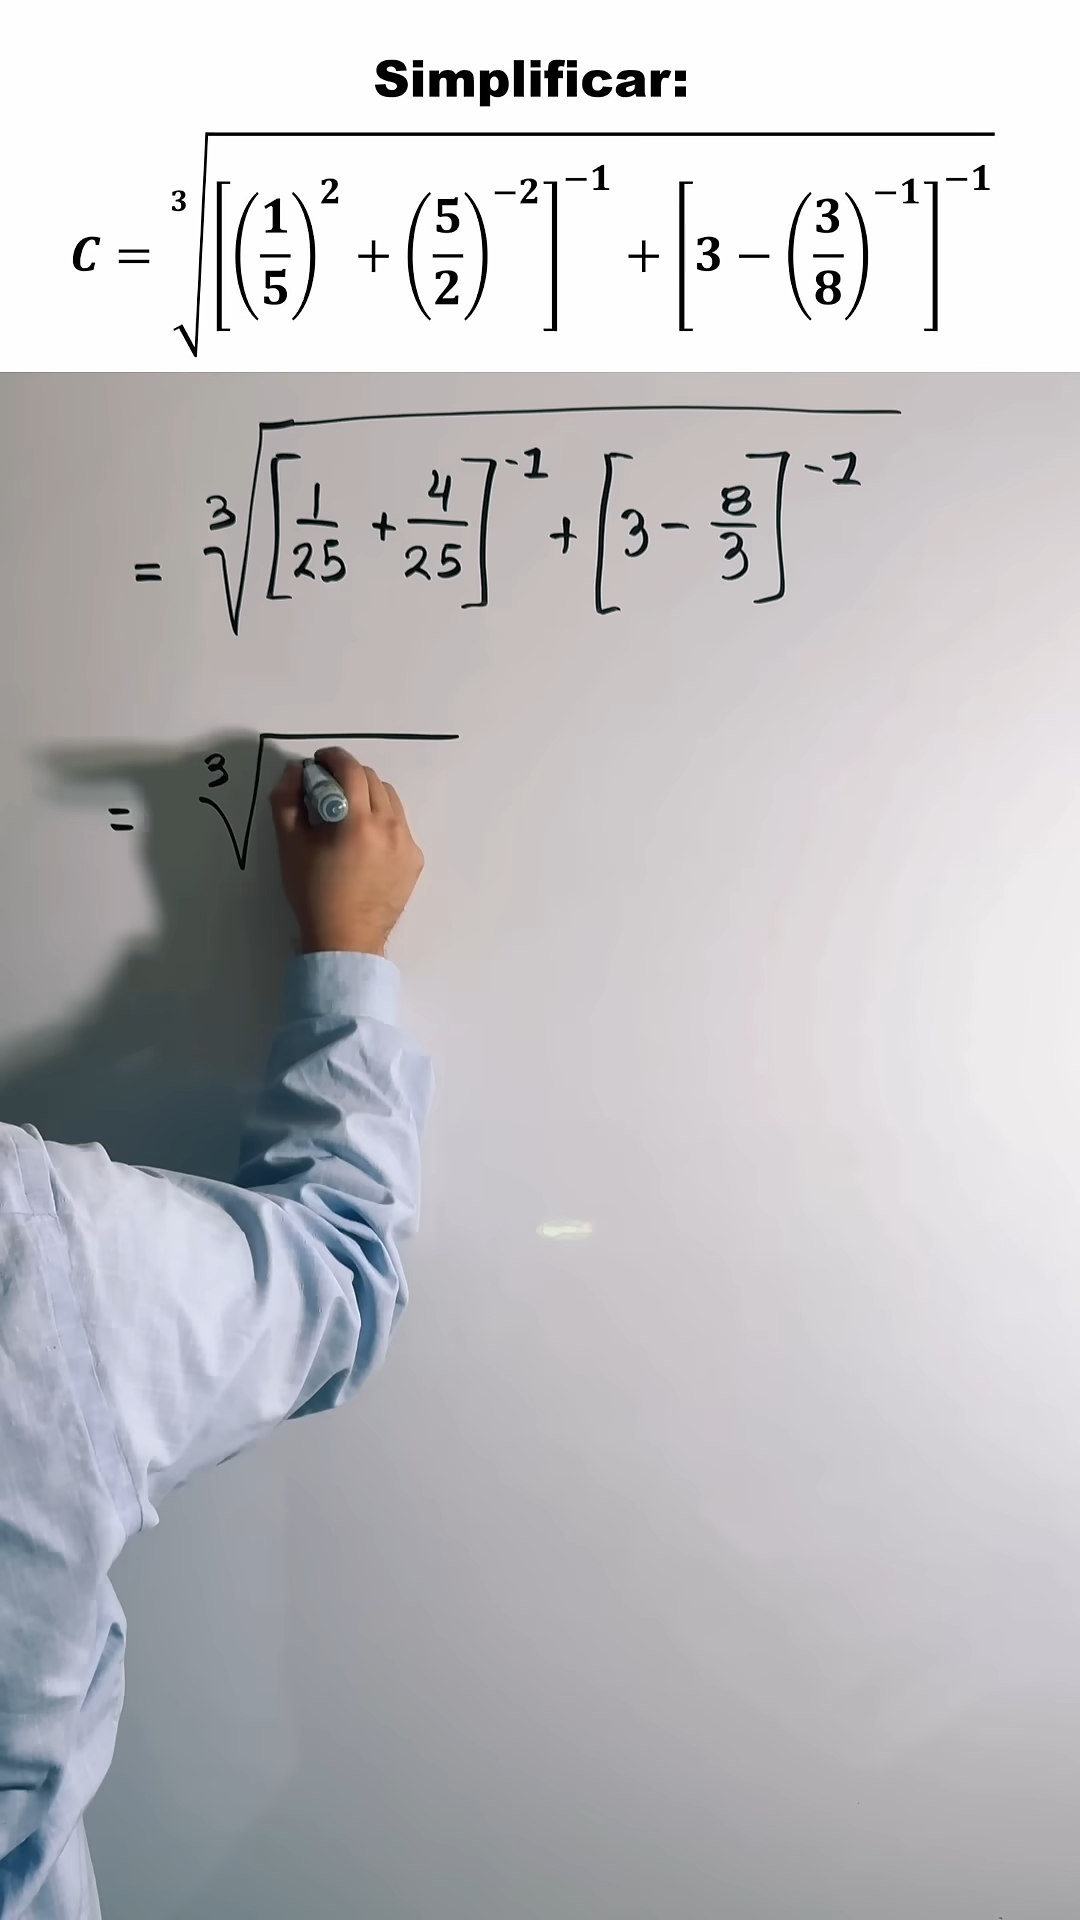 Simplificar:
C = ∛([(1/5)^2 + (5/2)^−2]^−1 + [3 − (3/8)^−1]^−1)
= ∛([1/25 + 4/25]^-1 + [3 - 8/3]^-1)
= ∛